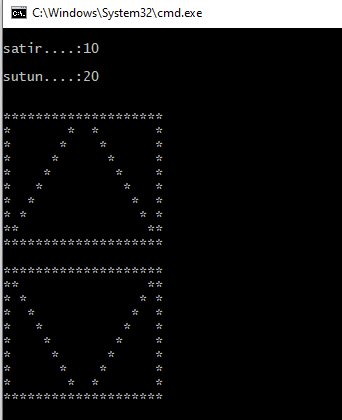 C:\Windows\System32\cmd.exe
satir....:10
sutun....:20
********************
*       *  *       *
*      *    *      *
*     *      *     *
*    *        *    *
*   *          *   *
*  *            *  *
* *              * *
**                **
********************
********************
**                **
* *              * *
*  *            *  *
*   *          *   *
*    *        *    *
*     *      *     *
*      *    *      *
*       *  *       *
********************